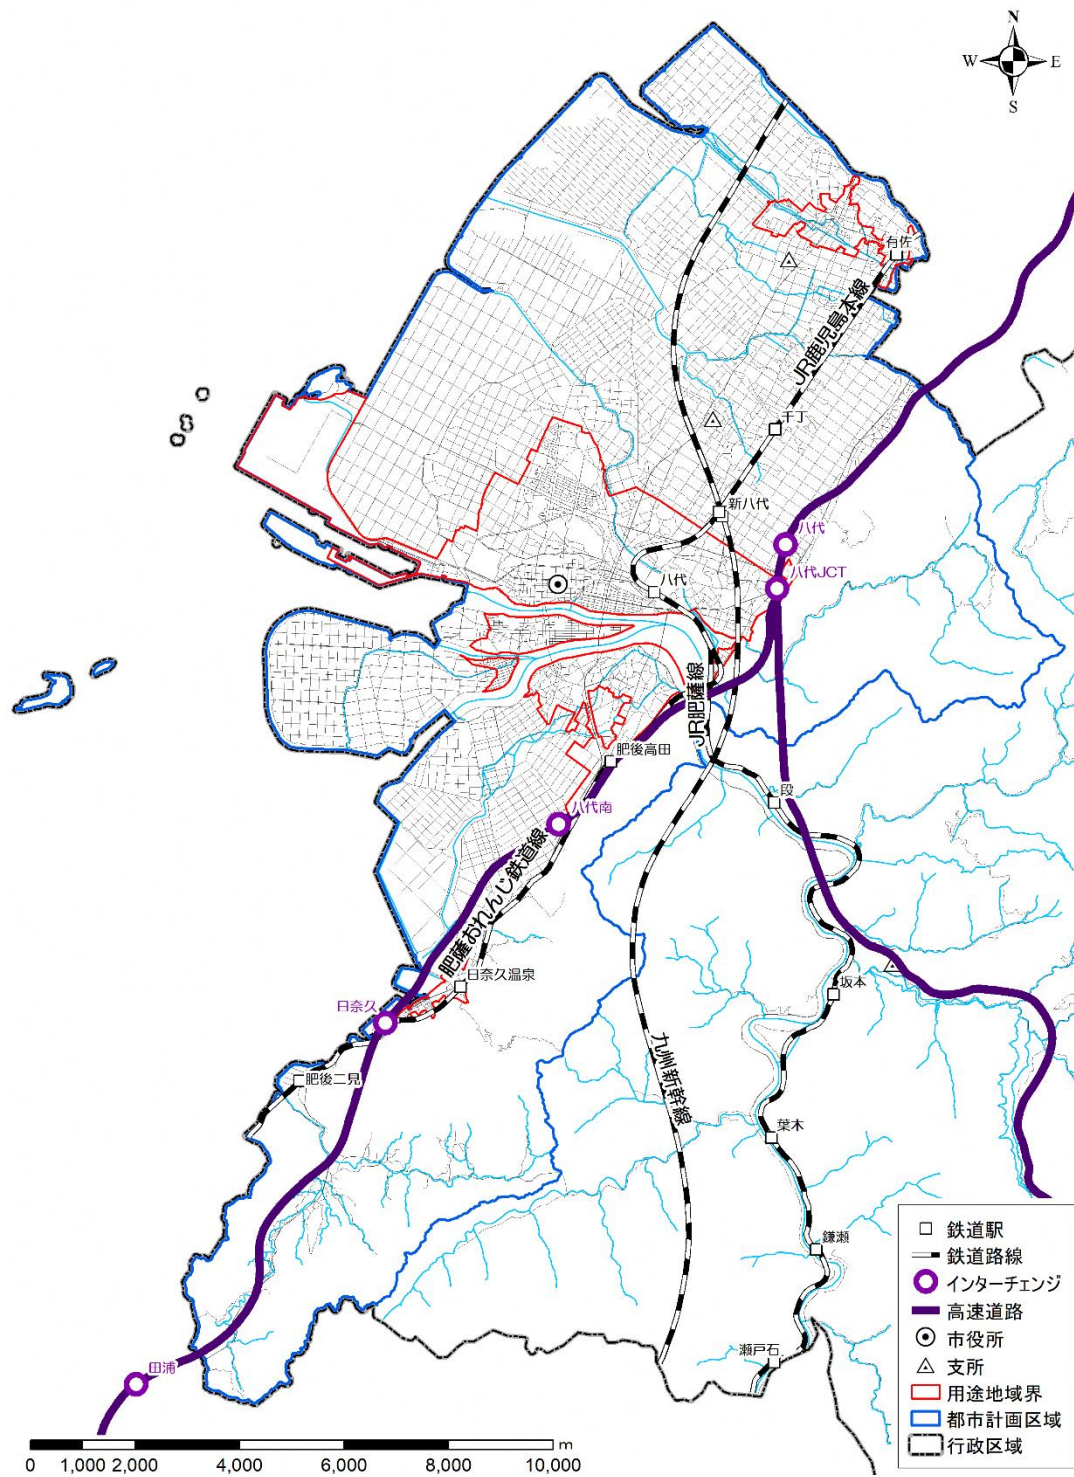 N
W E
S
有佐
JR鹿児島本線
千丁
新八代
八代
八代JCT
八代
JR肥薩線
肥後高田
八代南
段
肥薩おれんじ鉄道線
日奈久温泉
坂本
日奈久
九州新幹線
肥後二見
葉木
鎌瀬
瀬戸石
田浦
鉄道駅
鉄道路線
インターチェンジ
高速道路
市役所
支所
用途地域界
都市計画区域
行政区域
0 1,000 2,000 4,000 6,000 8,000 10,000 m